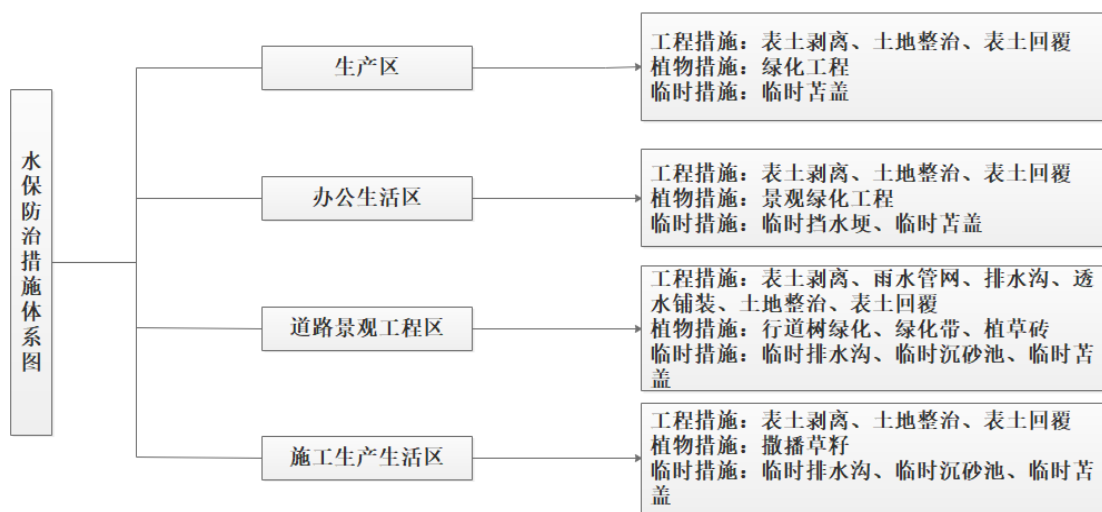 水保防治措施体系图
生产区
工程措施：表土剥离、土地整治、表土回覆
植物措施：绿化工程
临时措施：临时苫盖
办公生活区
工程措施：表土剥离、土地整治、表土回覆
植物措施：景观绿化工程
临时措施：临时挡水埂、临时苫盖
道路景观工程区
工程措施：表土剥离、雨水管网、排水沟、透
水铺装、土地整治、表土回覆
植物措施：行道树绿化、绿化带、植草砖
临时措施：临时排水沟、临时沉砂池、临时苫
盖
施工生产生活区
工程措施：表土剥离、土地整治、表土回覆
植物措施：撒播草籽
临时措施：临时排水沟、临时沉砂池、临时苫
盖